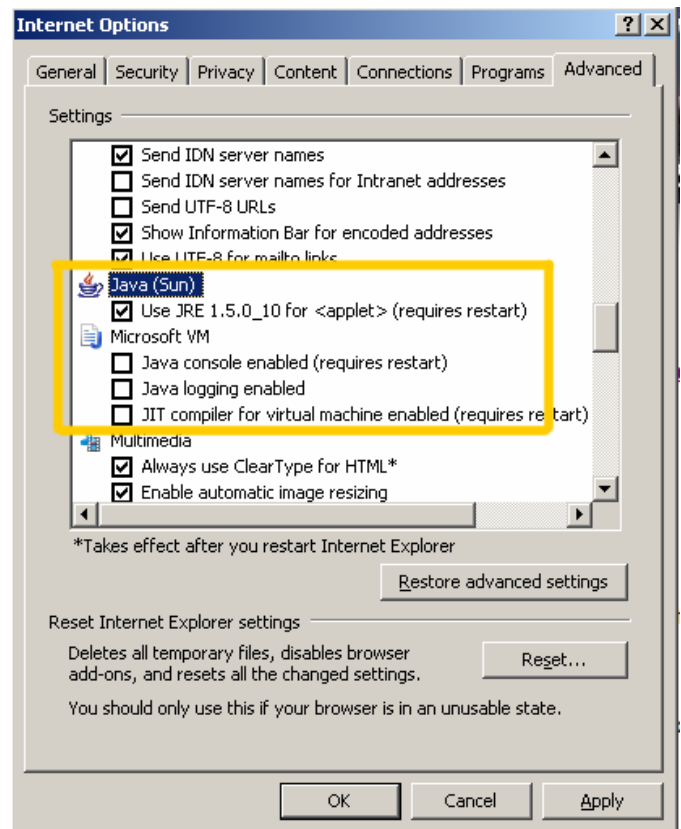 Internet Options
General Security Privacy Content Connections Programs Advanced
Settings
Send IDN server names
Send IDN server names for Intranet addresses
Send UTF-8 URLs
Show Information Bar for encoded addresses
Use UTF-8 for mailto links
Java (Sun)
Use JRE 1.5.0_10 for <applet> (requires restart)
Microsoft VM
Java console enabled (requires restart)
Java logging enabled
JIT compiler for virtual machine enabled (requires restart)
Multimedia
Always use ClearType for HTML*
Enable automatic image resizing
*Takes effect after you restart Internet Explorer
Restore advanced settings
Reset Internet Explorer settings
Deletes all temporary files, disables browser
add-ons, and resets all the changed settings.
Reset...
You should only use this if your browser is in an unusable state.
OK Cancel Apply